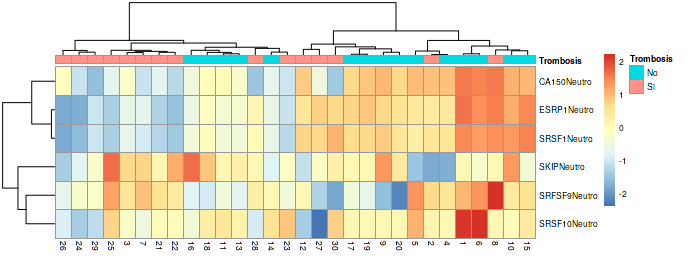 Trombosis
CA150Neutro
ESRP1Neutro
SRSF1Neutro
SKIPNeutro
SRFSF9Neutro
SRSF10Neutro
26 24 29 25 3 7 21 22 16 18 11 13 28 14 23 12 27 30 17 19 9 20 5 2 4 1 6 8 10 15
2
1
0
-1
-2
Trombosis
No
SI